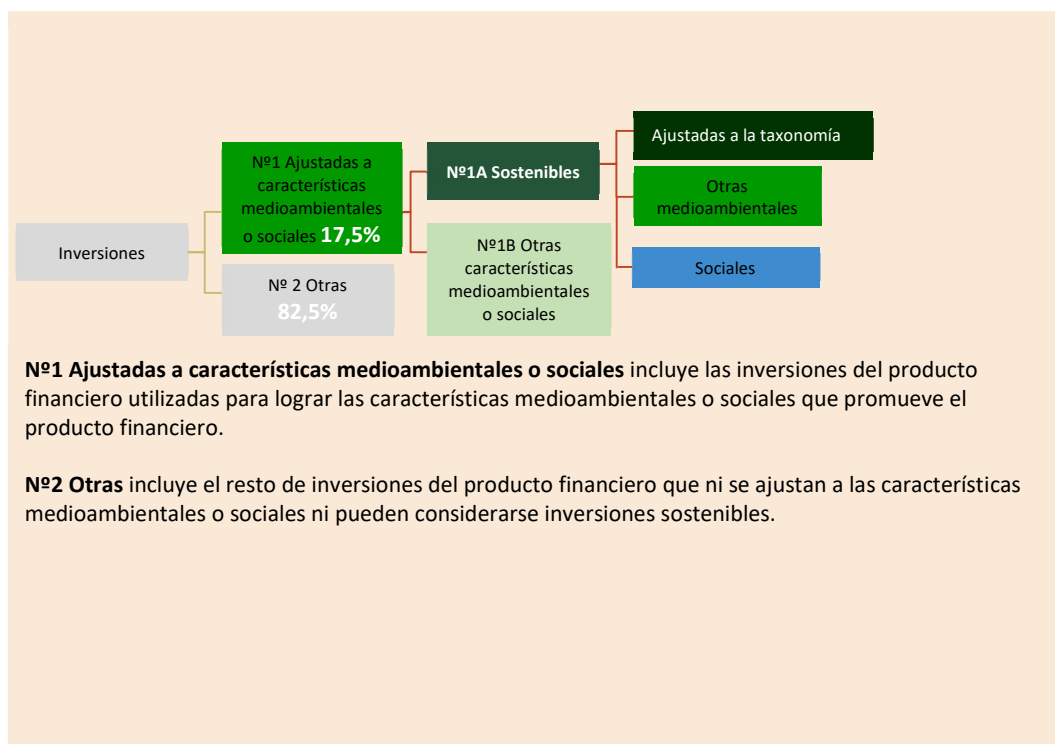 Inversiones
Nº1 Ajustadas a
características
medioambientales
o sociales 17,5%
Nº 2 Otras
82,5%
Nº1A Sostenibles
Nº1B Otras
características
medioambientales
o sociales
Ajustadas a la taxonomía
Otras
medioambientales
Sociales
Nº1 Ajustadas a características medioambientales o sociales incluye las inversiones del producto
financiero utilizadas para lograr las características medioambientales o sociales que promueve el
producto financiero.
Nº2 Otras incluye el resto de inversiones del producto financiero que ni se ajustan a las características
medioambientales o sociales ni pueden considerarse inversiones sostenibles.